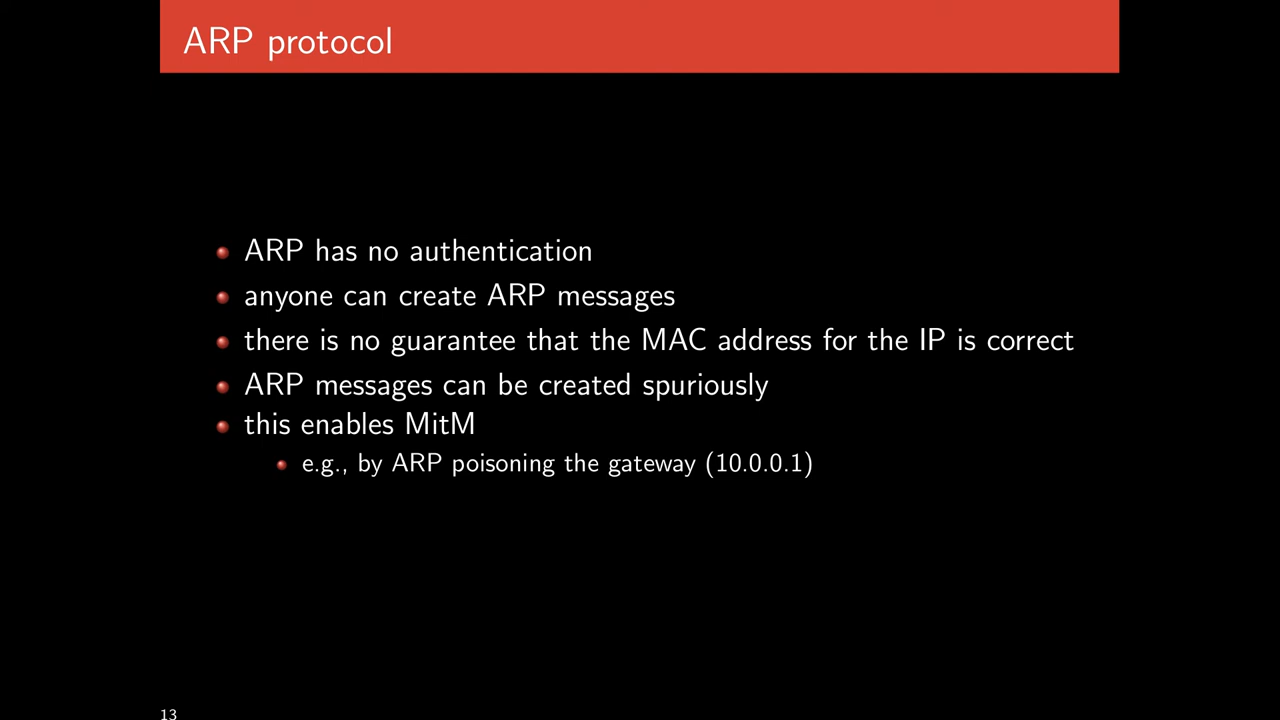 ARP protocol
ARP has no authentication
anyone can create ARP messages
there is no guarantee that the MAC address for the IP is correct
ARP messages can be created spuriously
this enables MitM
e.g., by ARP poisoning the gateway (10.0.0.1)
13